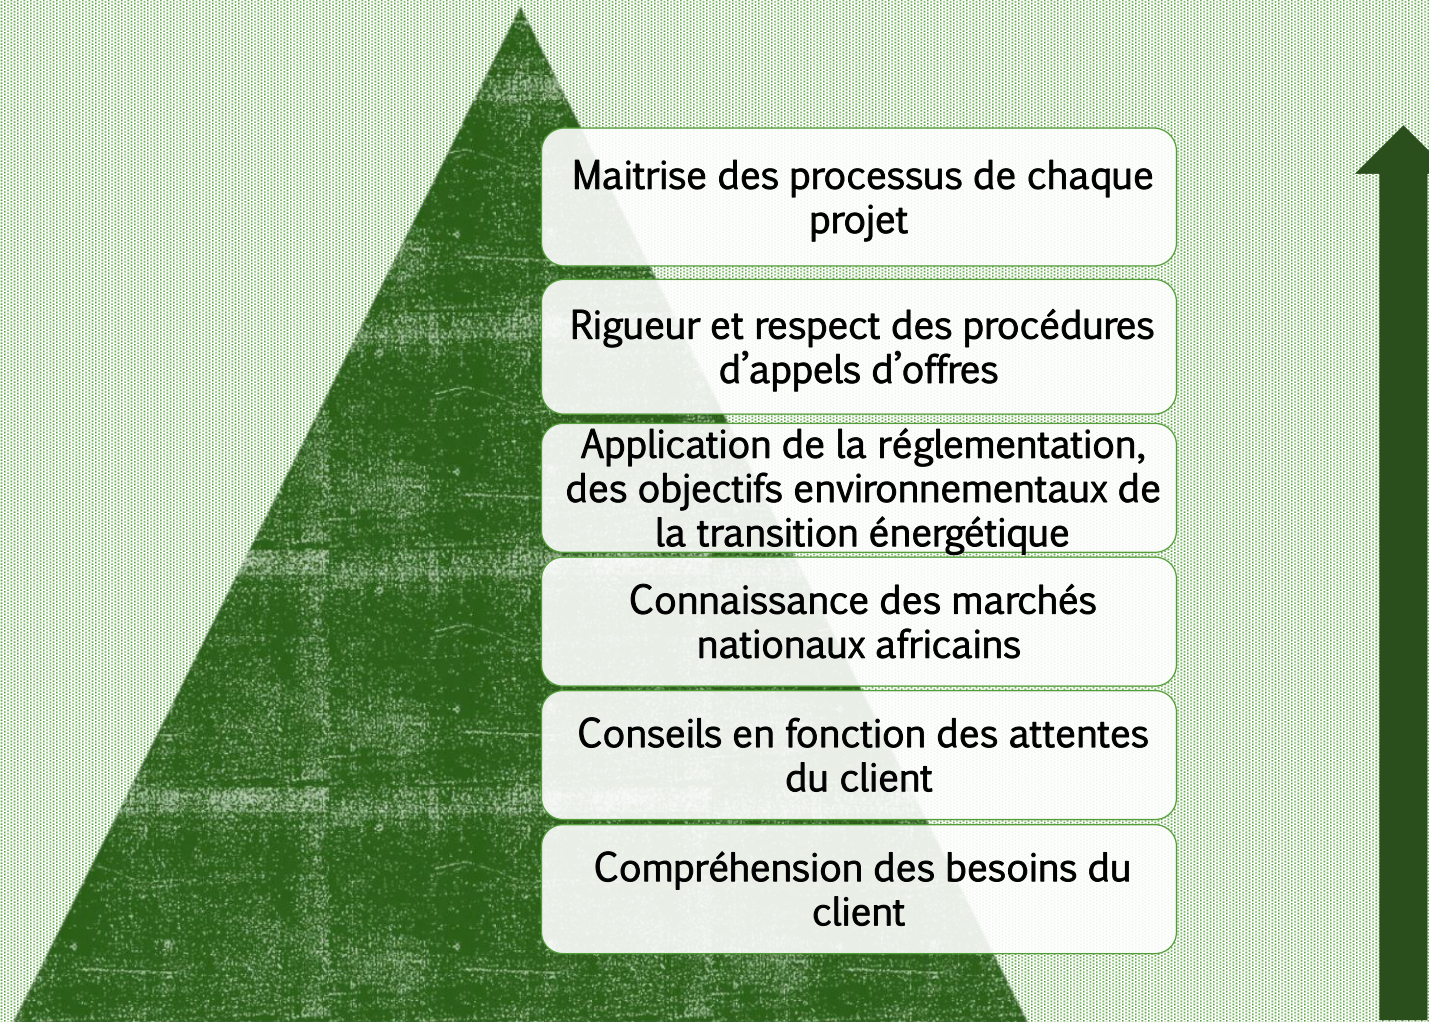 Maitrise des processus de chaque
projet
Rigueur et respect des procédures
d’appels d’offres
Application de la réglementation,
des objectifs environnementaux de
la transition énergétique
Connaissance des marchés
nationaux africains
Conseils en fonction des attentes
du client
Compréhension des besoins du
client